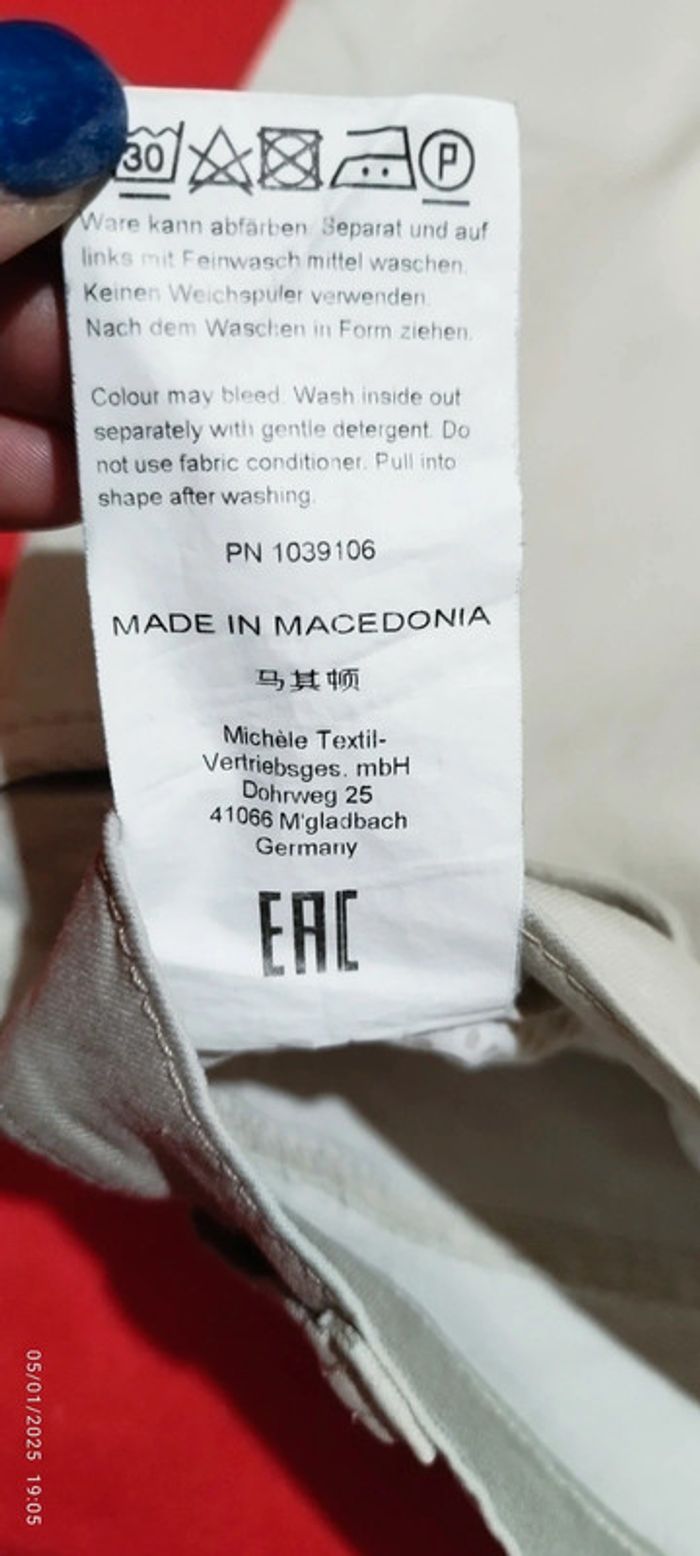 30
P
Ware kann abfärben. Separat und auf
links mit Feinwasch mittel waschen.
Keinen Weichspüler verwenden.
Nach dem Waschen in Form ziehen.
Colour may bleed. Wash inside out
separately with gentle detergent. Do
not use fabric conditioner. Pull into
shape after washing.
PN 1039106
MADE IN MACEDONIA
马其顿
Michèle Textil-
Vertriebsges. mbH
Dohrweg 25
41066 M'gladbach
Germany
EAC
05/01/2025 19:05